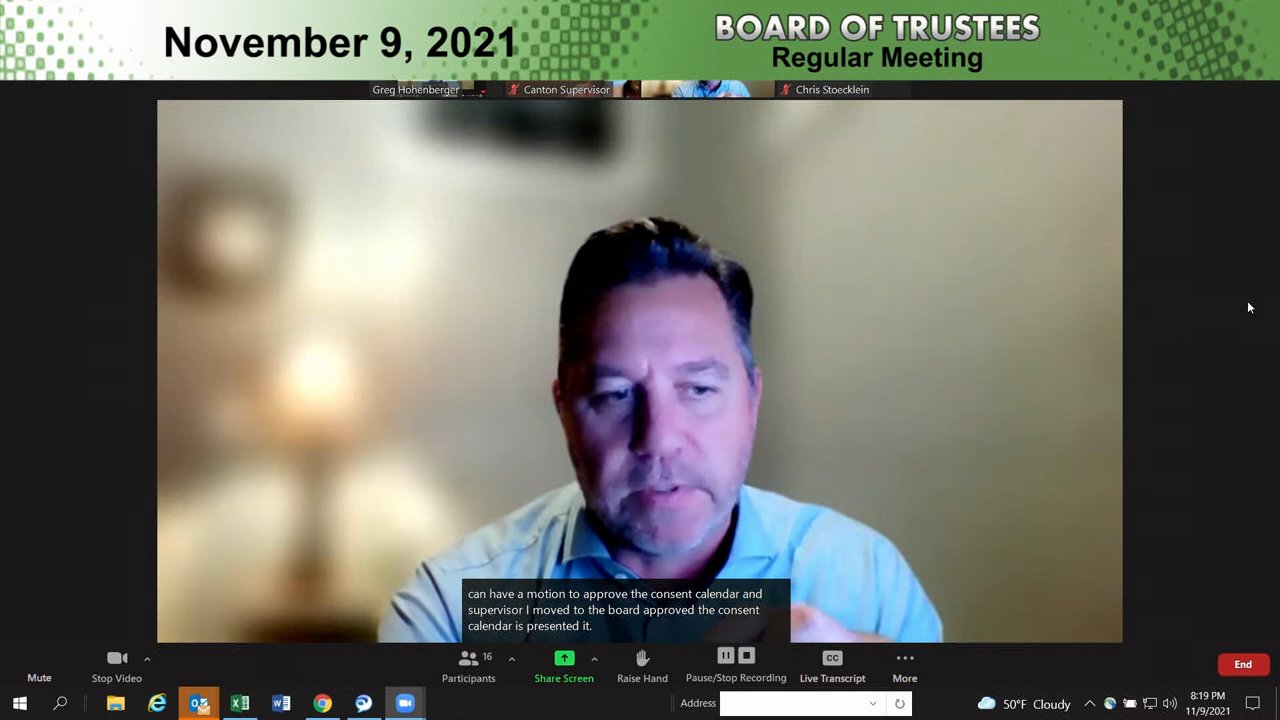 November 9, 2021
BOARD OF TRUSTEES
Regular Meeting
Greg Hohenberger
Canton Supervisor
Chris Stoecklein
can have a motion to approve the consent calendar and
supervisor I moved to the board approved the consent
calendar is presented it.
Mute
Stop Video
16
Participants
Share Screen
Raise Hand
Pause/Stop Recording
CC
Live Transcript
More
End
Address
50°F Cloudy
8:19 PM
11/9/2021